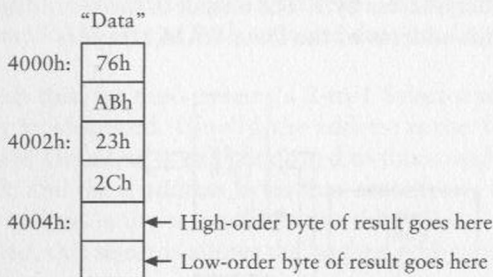 “Data”
4000h: 76h
ABh
4002h: 23h
2Ch
4004h: High-order byte of result goes here
Low-order byte of result goes here